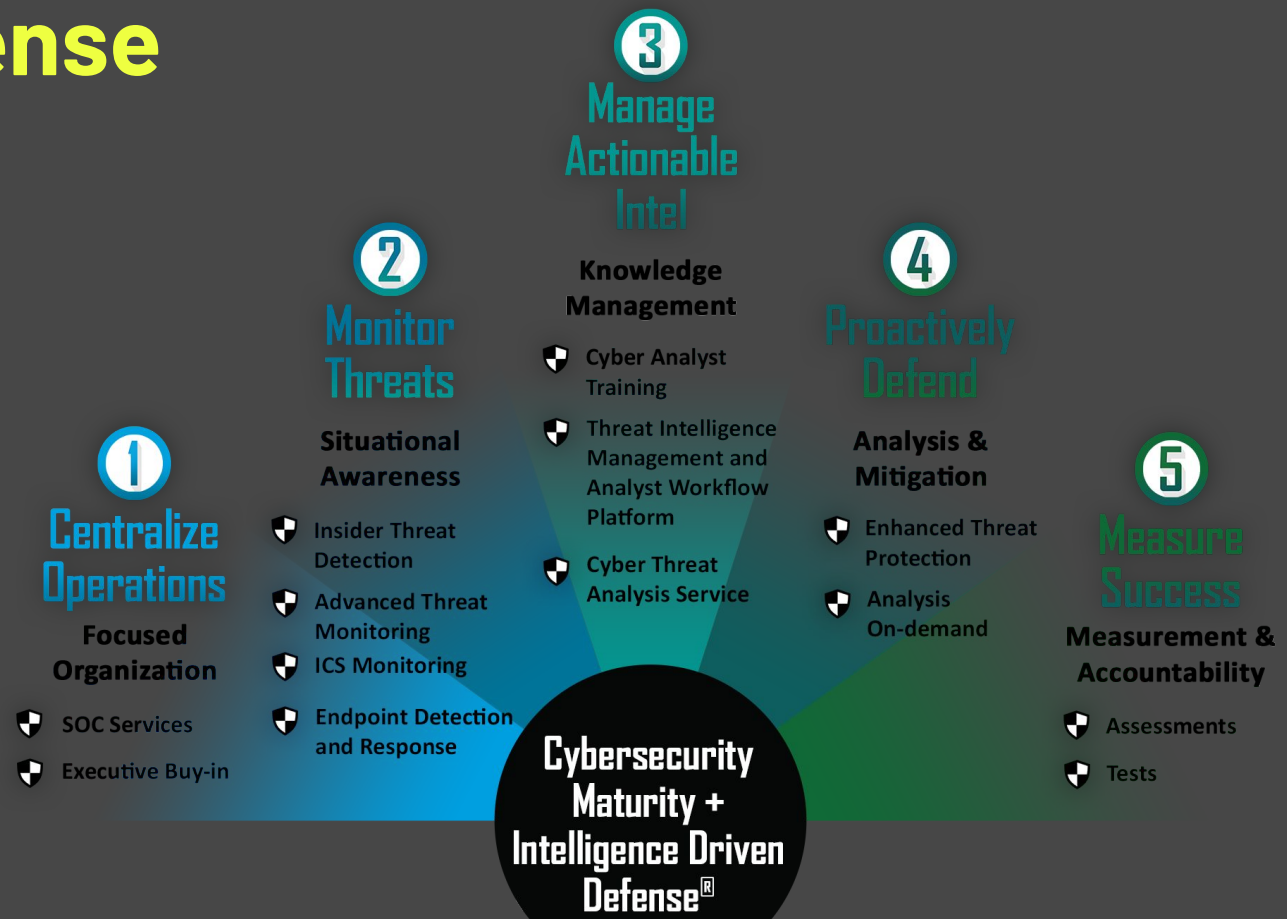 ense
1
Centralize
Operations
Focused
Organization
SOC Services
Executive Buy-in
2
Monitor
Threats
Situational
Awareness
Insider Threat
Detection
Advanced Threat
Monitoring
ICS Monitoring
Endpoint Detection
and Response
3
Manage
Actionable
Intel
Knowledge
Management
Cyber Analyst
Training
Threat Intelligence
Management and
Analyst Workflow
Platform
Cyber Threat
Analysis Service
4
Proactively
Defend
Analysis &
Mitigation
Enhanced Threat
Protection
Analysis
On-demand
5
Measure
Success
Measurement &
Accountability
Assessments
Tests
Cybersecurity
Maturity +
Intelligence Driven
Defense®